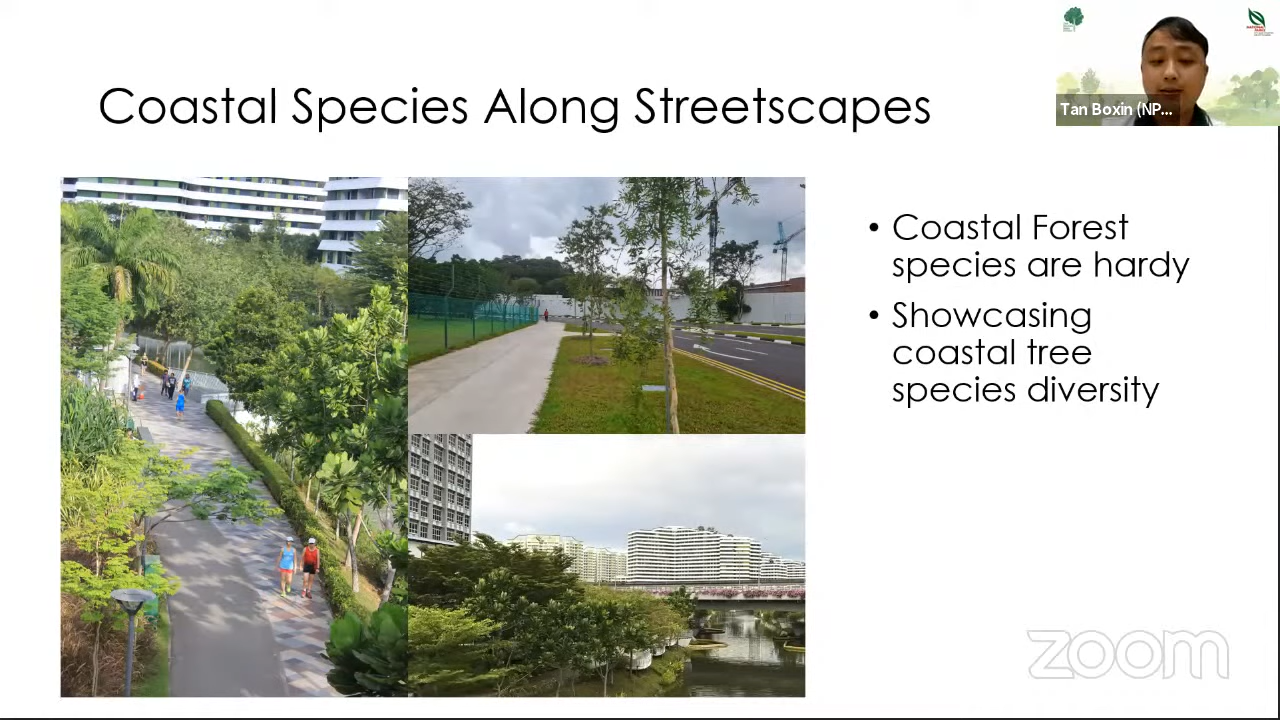 Coastal Species Along Streetscapes
Tan Boxin (NP...
• Coastal Forest
species are hardy
• Showcasing
coastal tree
species diversity
zoom